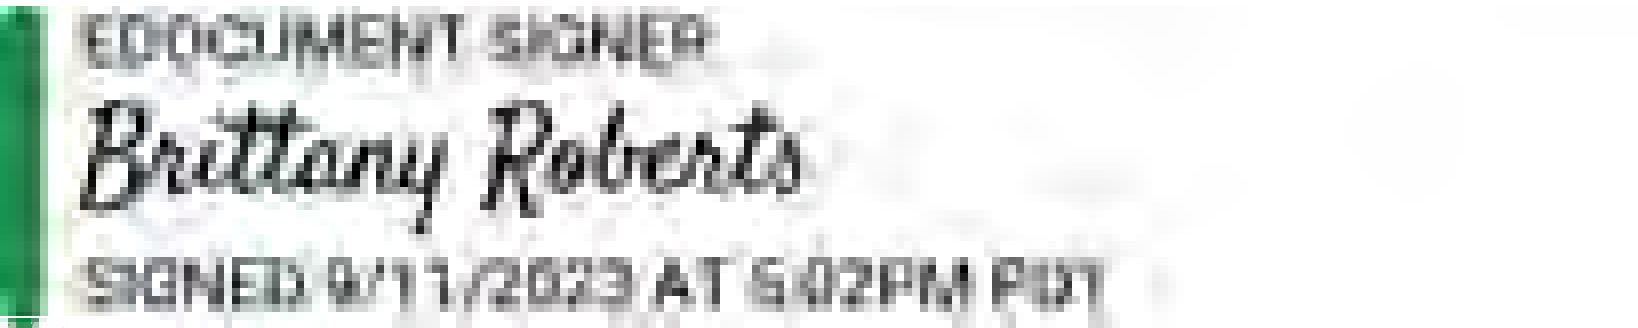 EDOCUMENT SIGNER
Brittany Roberts
SIGNED 9/11/2023 AT 5:02PM PDT